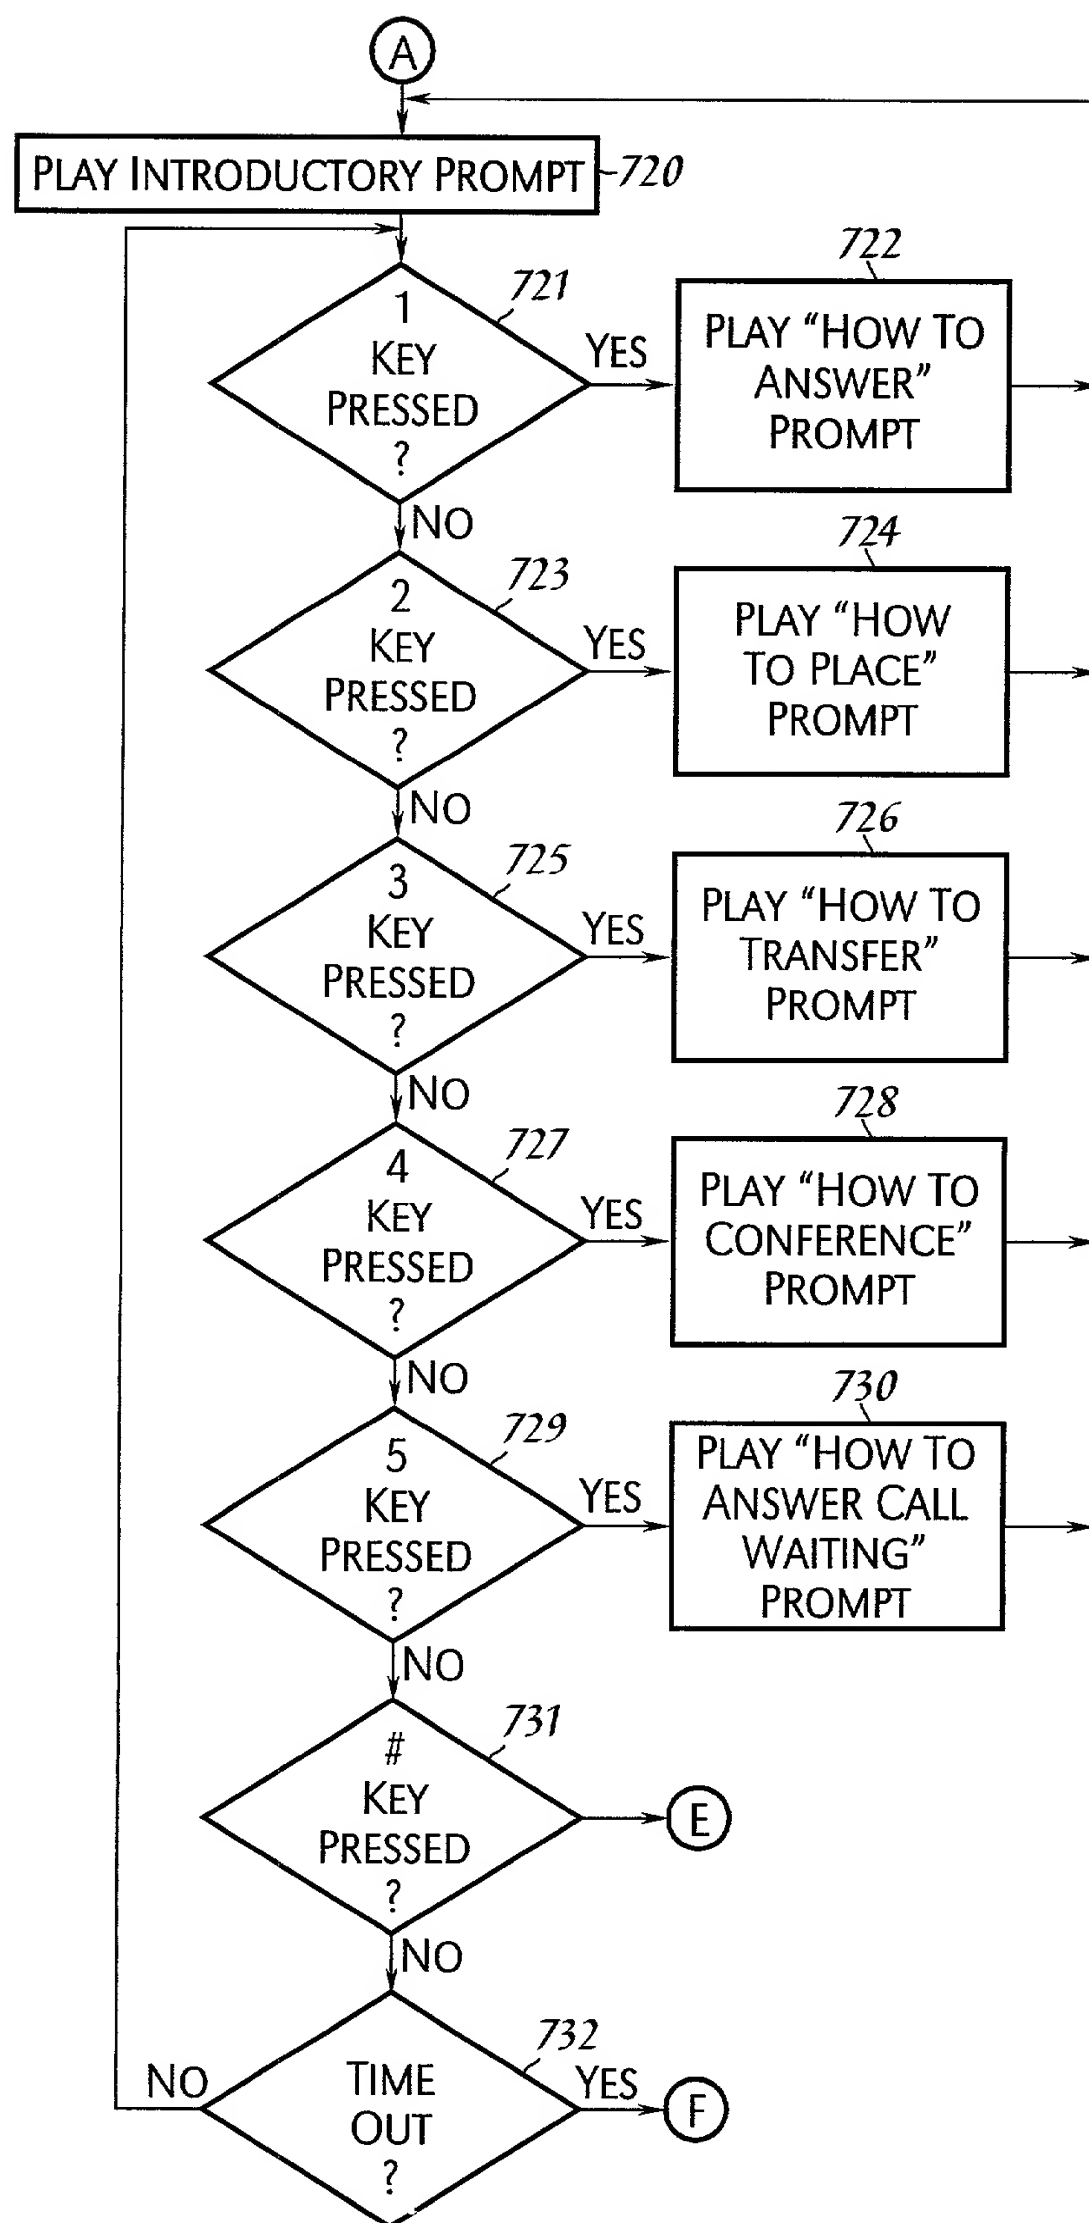 A
PLAY INTRODUCTORY PROMPT
720
1
KEY
PRESSED
?
721
YES
722
PLAY “HOW TO
ANSWER”
PROMPT
NO
2
KEY
PRESSED
?
723
YES
724
PLAY “HOW
TO PLACE”
PROMPT
NO
3
KEY
PRESSED
?
725
YES
726
PLAY “HOW TO
TRANSFER”
PROMPT
NO
4
KEY
PRESSED
?
727
YES
728
PLAY “HOW TO
CONFERENCE”
PROMPT
NO
5
KEY
PRESSED
?
729
YES
730
PLAY “HOW TO
ANSWER CALL
WAITING”
PROMPT
NO
#
KEY
PRESSED
?
731
E
NO
TIME
OUT
?
732
NO
YES
F